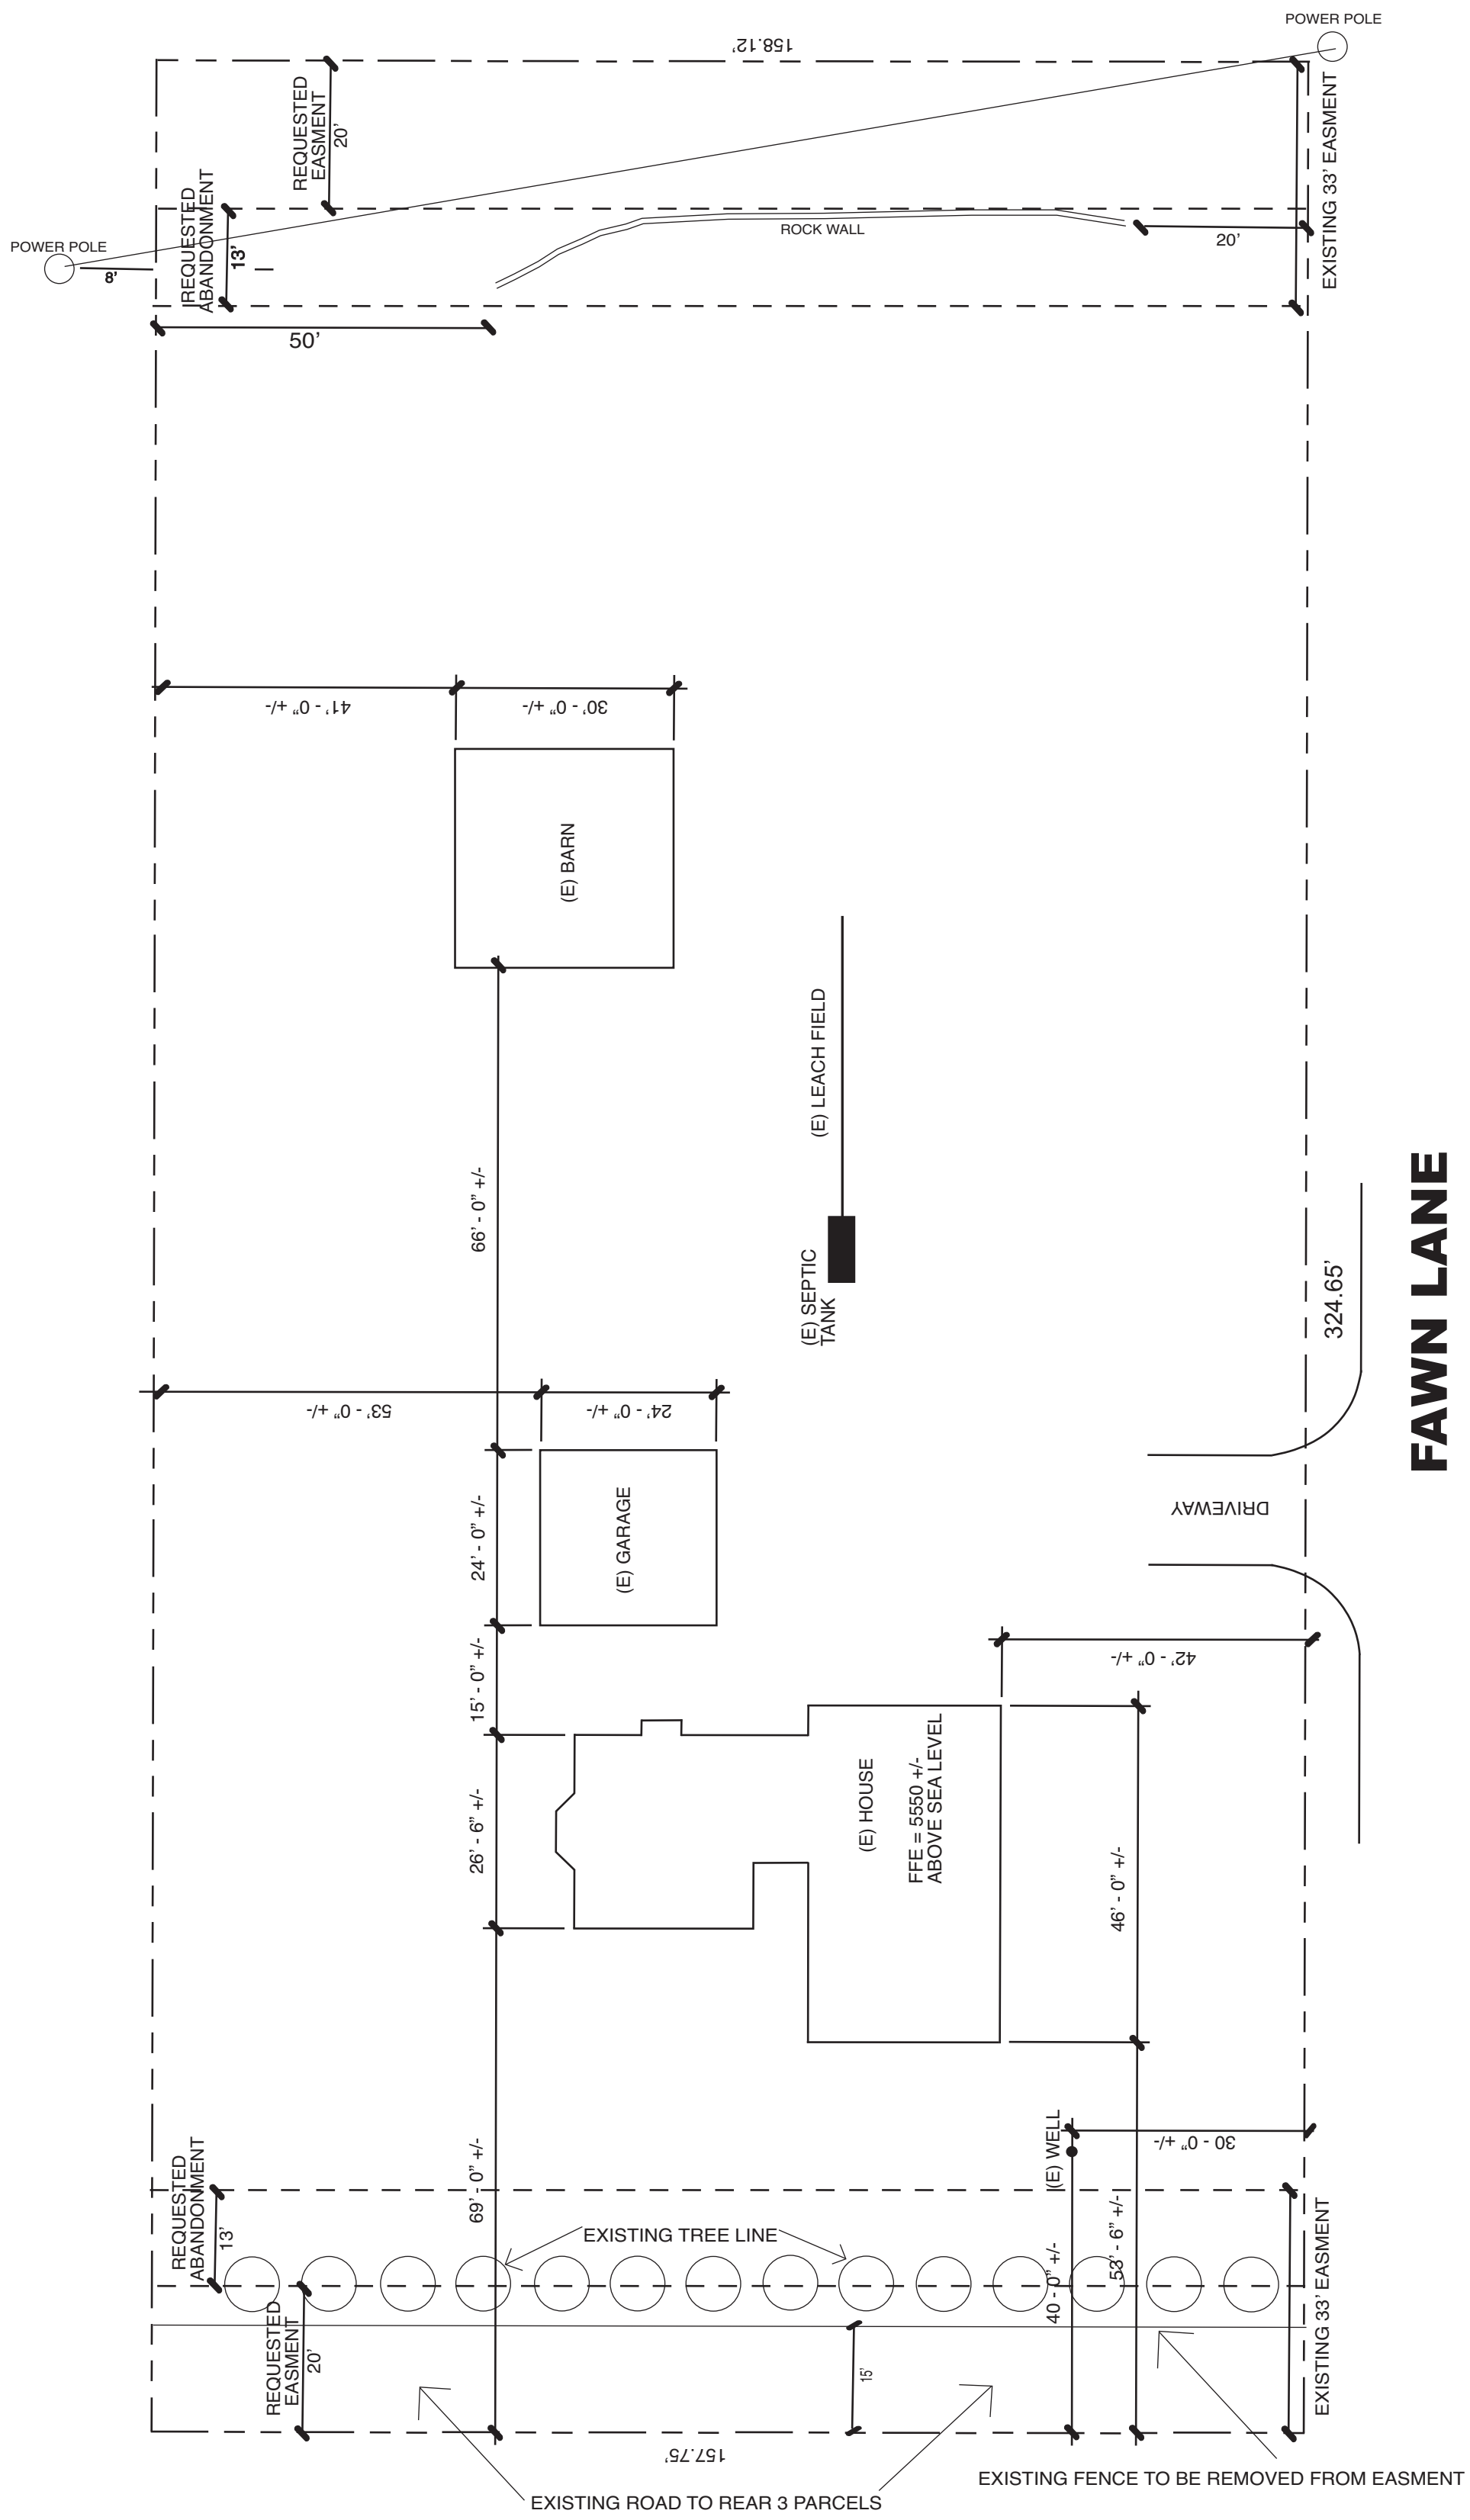 POWER POLE
158.12'
REQUESTED
EASMENT
20'
EXISTING 33' EASMENT
REQUESTED
ABANDONMENT
13'
POWER POLE
8'
ROCK WALL
20'
50'
41' - 0" +/-
30' - 0" +/-
(E) BARN
(E) LEACH FIELD
66' - 0" +/-
(E) SEPTIC
TANK
324.65'
FAWN LANE
53' - 0" +/-
24' - 0" +/-
24' - 0" +/-
(E) GARAGE
DRIVEWAY
15' - 0" +/-
42' - 0" +/-
26' - 6" +/-
(E) HOUSE
FFE = 5550 +/-
ABOVE SEA LEVEL
46' - 0" +/-
69' - 0" +/-
(E) WELL
30 - 0" +/-
REQUESTED
ABANDONMENT
13'
EXISTING TREE LINE
40 - 0" +/-
53' - 6" +/-
REQUESTED
EASMENT
20'
15'
EXISTING 33' EASMENT
157.75'
EXISTING FENCE TO BE REMOVED FROM EASMENT
EXISTING ROAD TO REAR 3 PARCELS